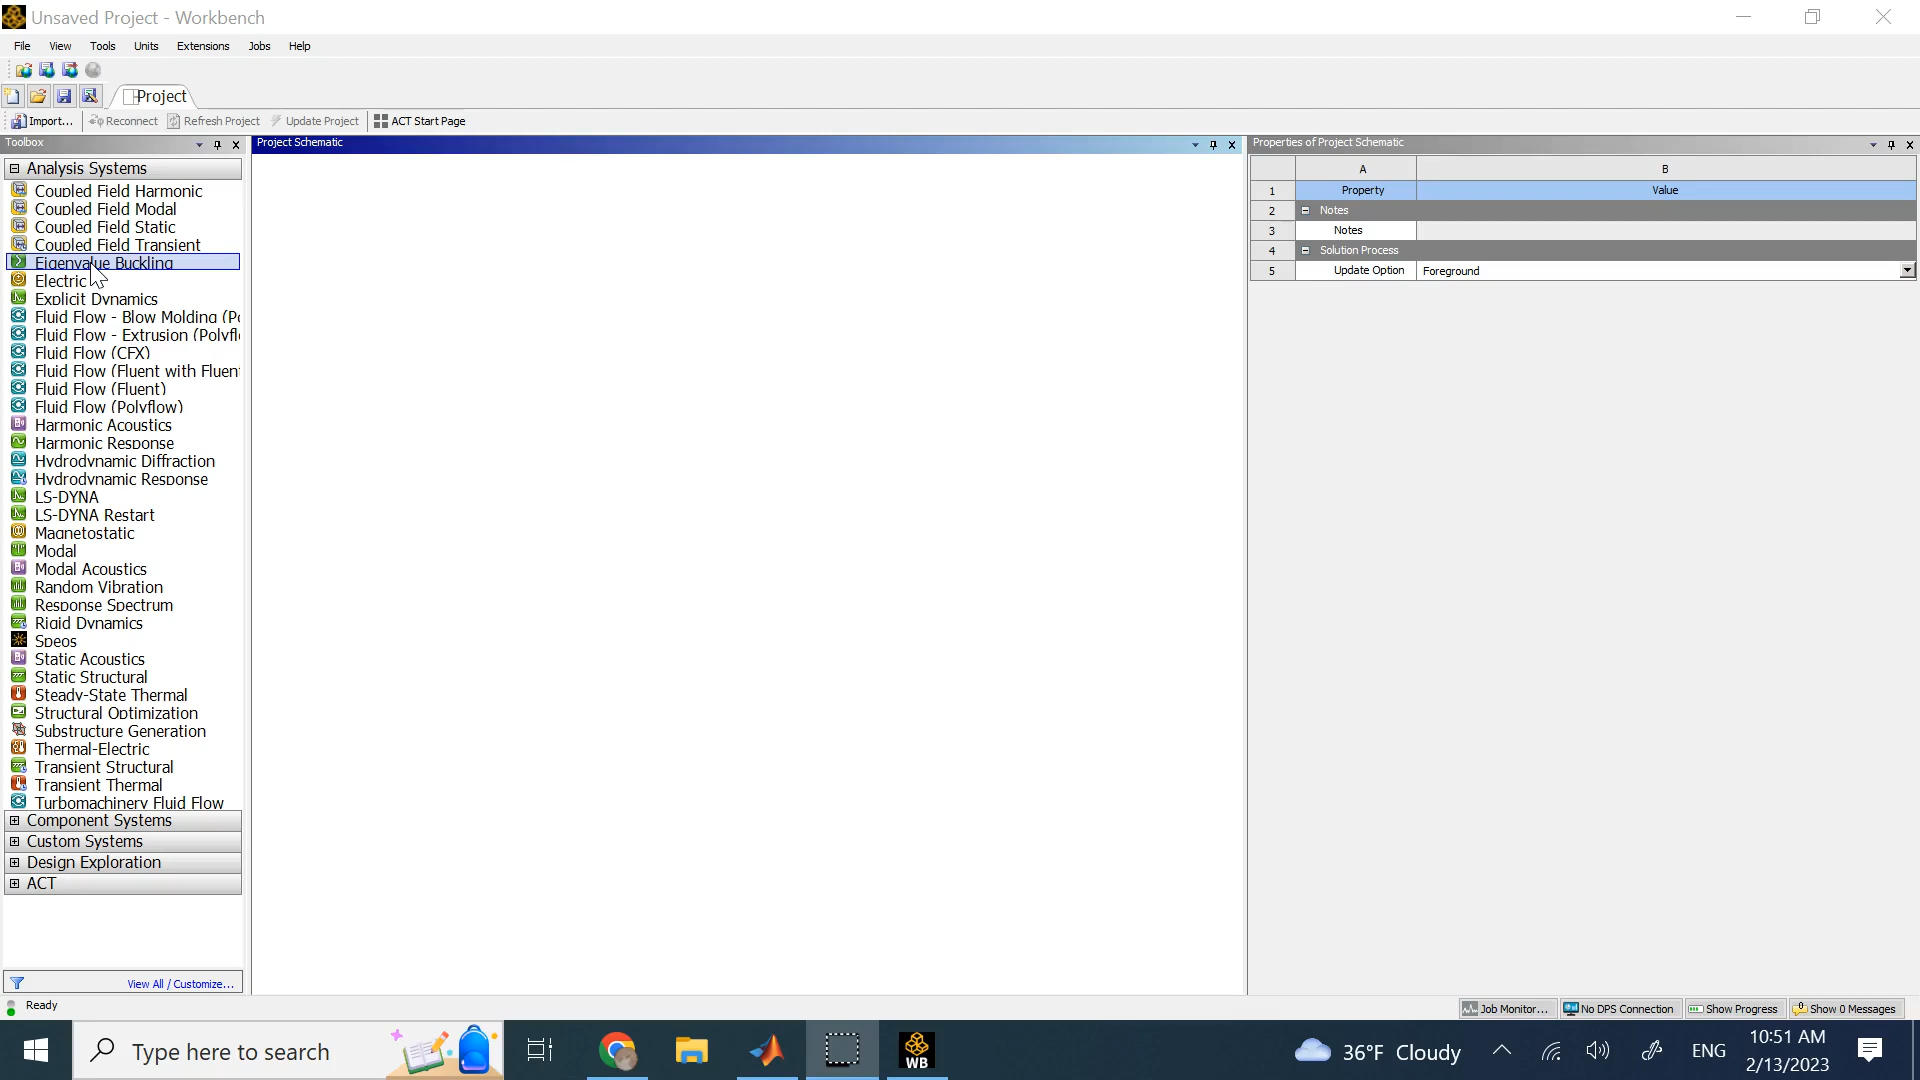 Unsaved Project - Workbench
File View Tools Units Extensions Jobs Help
Project
Import... Reconnect Refresh Project Update Project ACT Start Page
Toolbox
Analysis Systems
Coupled Field Harmonic
Coupled Field Modal
Coupled Field Static
Coupled Field Transient
Eigenvalue Buckling
Electric
Explicit Dynamics
Fluid Flow - Blow Molding (Po
Fluid Flow - Extrusion (Polyfl
Fluid Flow (CFX)
Fluid Flow (Fluent with Fluen
Fluid Flow (Fluent)
Fluid Flow (Polyflow)
Harmonic Acoustics
Harmonic Response
Hydrodynamic Diffraction
Hydrodynamic Response
LS-DYNA
LS-DYNA Restart
Magnetostatic
Modal
Modal Acoustics
Random Vibration
Response Spectrum
Rigid Dynamics
Speos
Static Acoustics
Static Structural
Steady-State Thermal
Structural Optimization
Substructure Generation
Thermal-Electric
Transient Structural
Transient Thermal
Turbomachinery Fluid Flow
Component Systems
Custom Systems
Design Exploration
ACT
View All / Customize...
Project Schematic
Properties of Project Schematic
A B
1 Property Value
2 Notes
3 Notes
4 Solution Process
5 Update Option Foreground
Ready
Job Monitor... No DPS Connection Show Progress Show 0 Messages
Type here to search
WB
36°F Cloudy
ENG
10:51 AM
2/13/2023